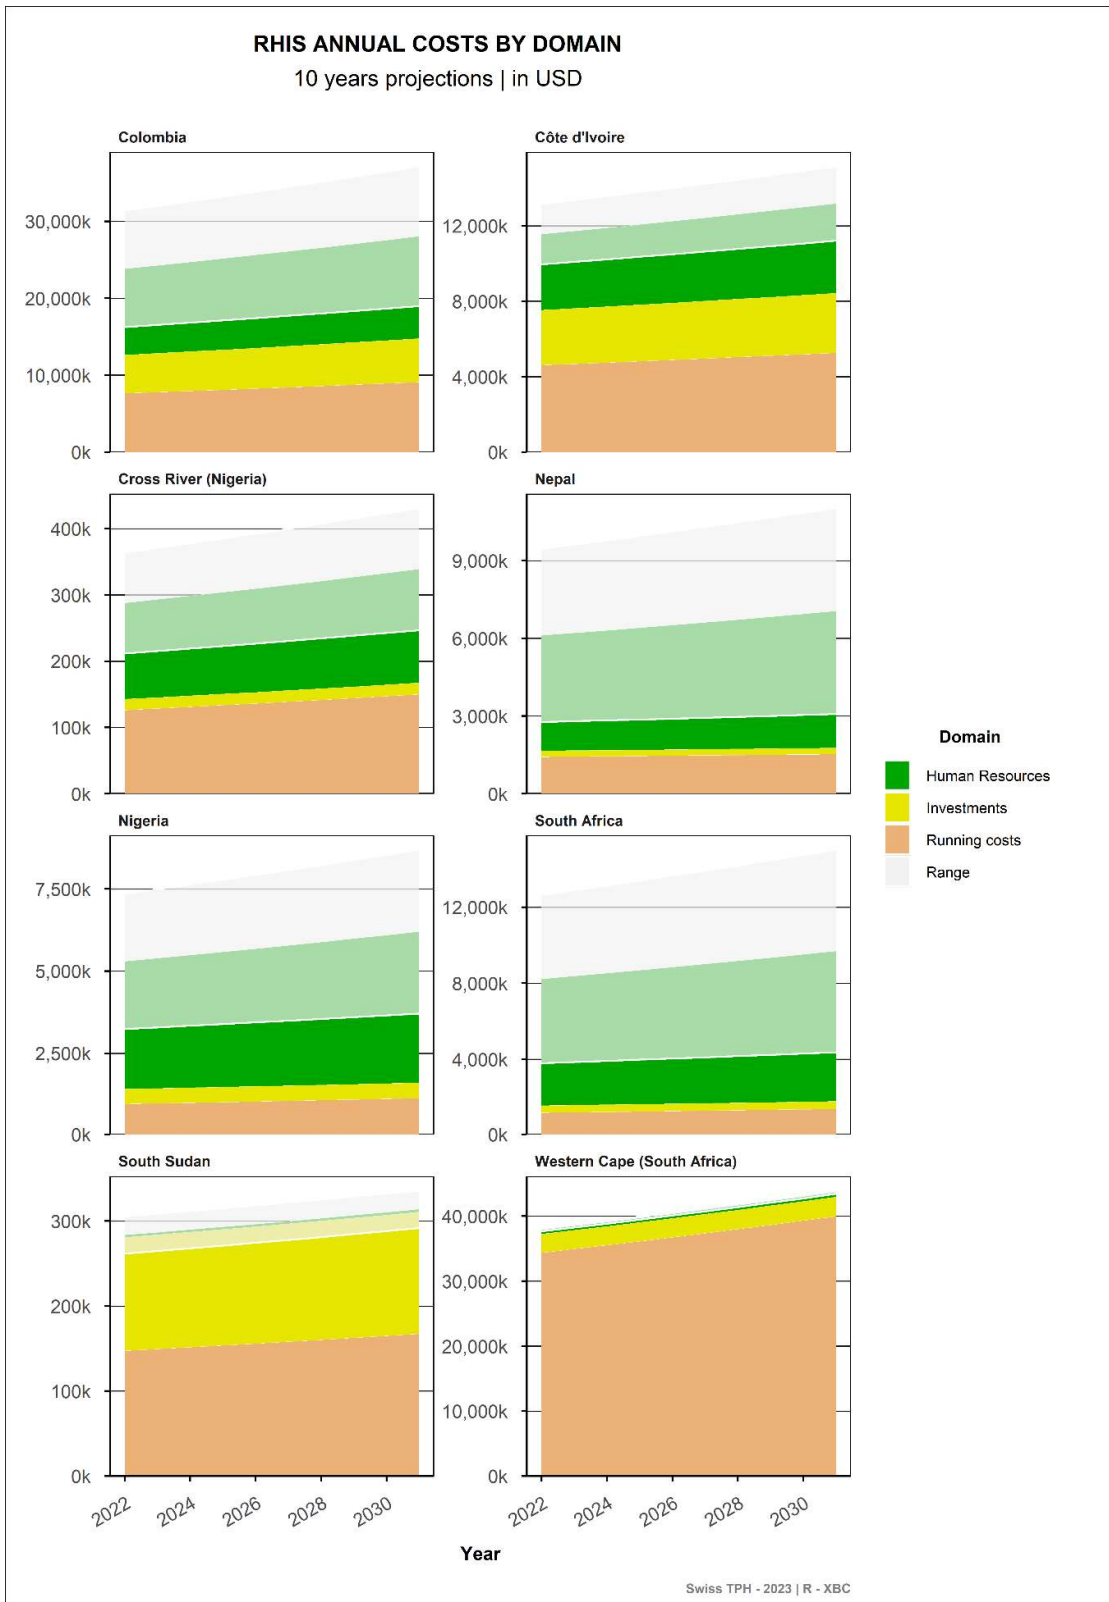 RHIS ANNUAL COSTS BY DOMAIN
10 years projections | in USD
Colombia
30,000k
20,000k
10,000k
0k
Côte d'Ivoire
12,000k
8,000k
4,000k
0k
Cross River (Nigeria)
400k
300k
200k
100k
0k
Nepal
9,000k
6,000k
3,000k
0k
Nigeria
7,500k
5,000k
2,500k
0k
South Africa
12,000k
8,000k
4,000k
0k
South Sudan
300k
200k
100k
0k
2022 2024 2026 2028 2030
Western Cape (South Africa)
40,000k
30,000k
20,000k
10,000k
0k
2022 2024 2026 2028 2030
Year
Domain
Human Resources
Investments
Running costs
Range
Swiss TPH - 2023 | R - XBC